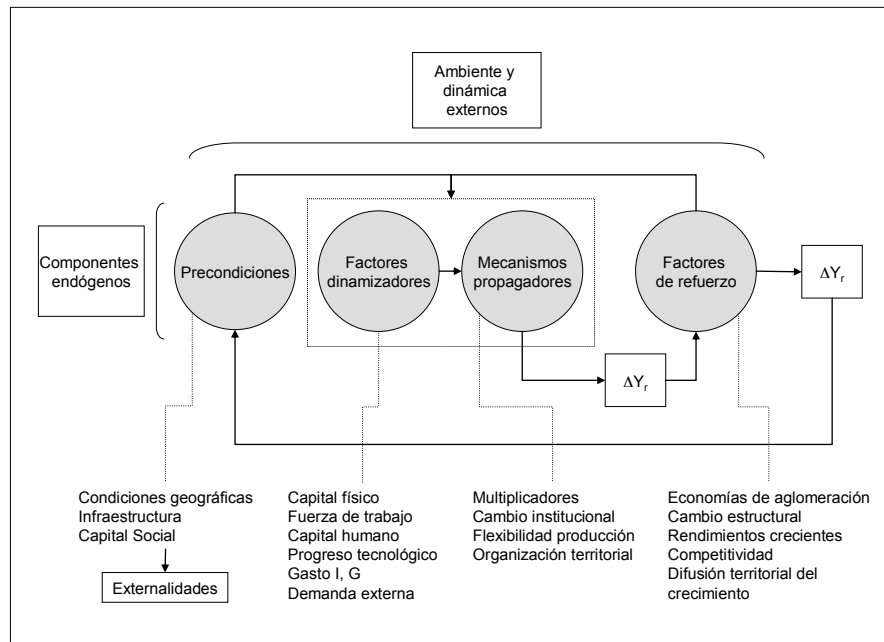 Ambiente y
dinámica
externos
Componentes
endógenos
Precondiciones
Factores
dinamizadores
Mecanismos
propagadores
Factores
de refuerzo
ΔYr
ΔYr
Condiciones geográficas
Infraestructura
Capital Social
Externalidades
Capital físico
Fuerza de trabajo
Capital humano
Progreso tecnológico
Gasto I, G
Demanda externa
Multiplicadores
Cambio institucional
Flexibilidad producción
Organización territorial
Economías de aglomeración
Cambio estructural
Rendimientos crecientes
Competitividad
Difusión territorial del
crecimiento